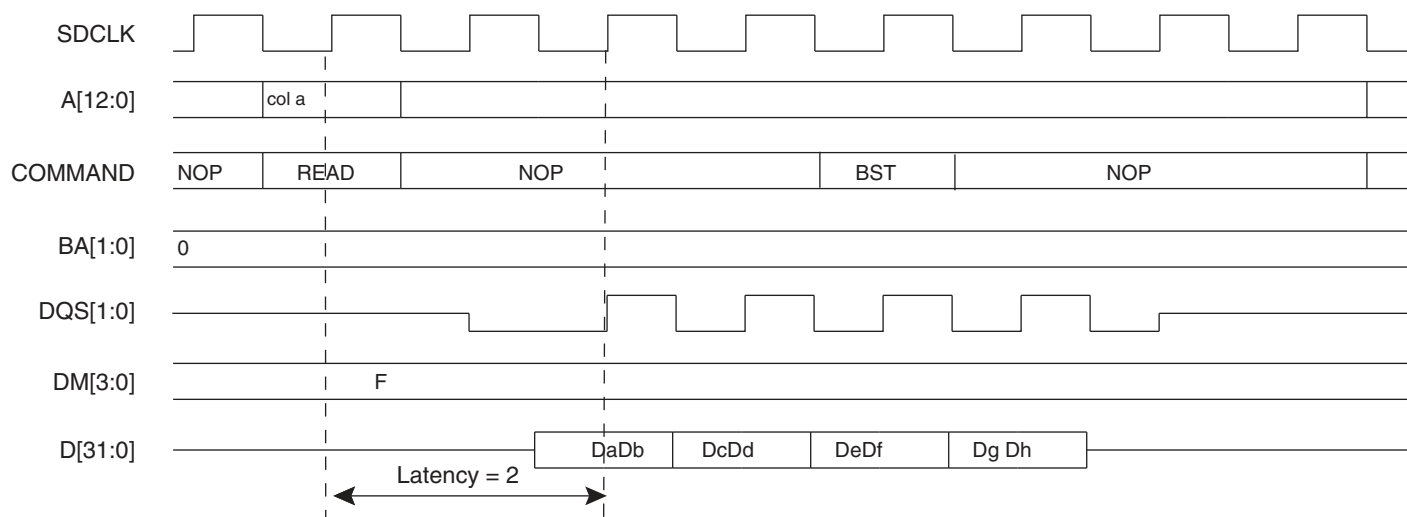 SDCLK
A[12:0] col a
COMMAND NOP READ NOP BST NOP
BA[1:0] 0
DQS[1:0]
DM[3:0] F
D[31:0] DaDb DcDd DeDf Dg Dh
Latency = 2